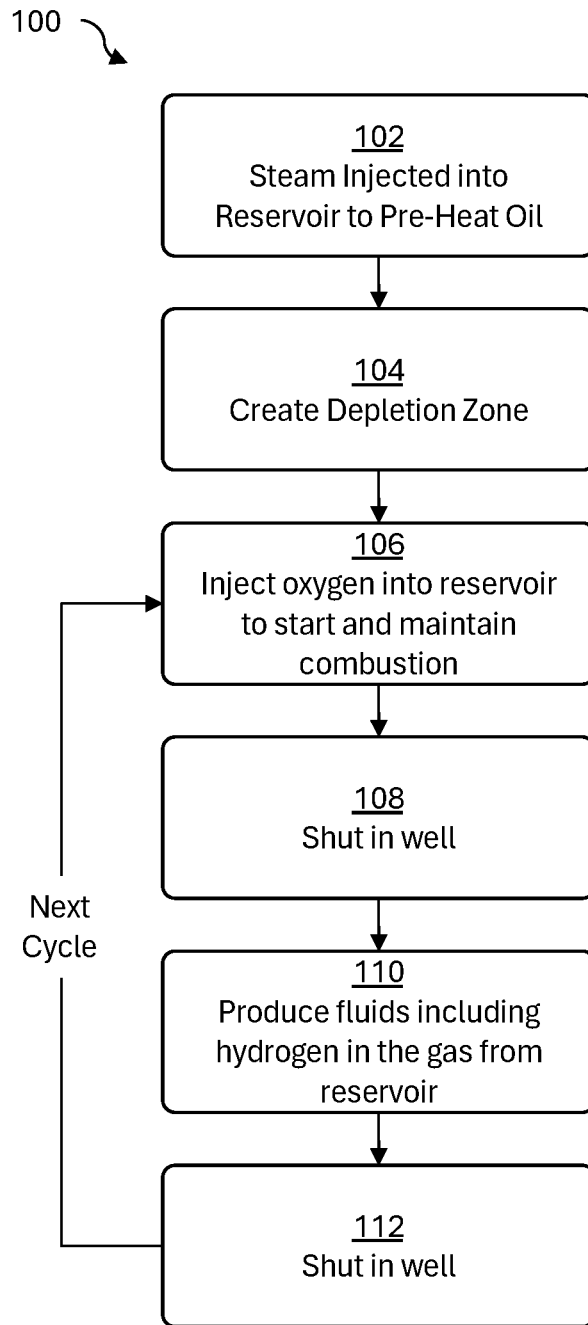 100
102
Steam Injected into
Reservoir to Pre-Heat Oil
104
Create Depletion Zone
106
Inject oxygen into reservoir
to start and maintain
combustion
108
Shut in well
Next
Cycle
110
Produce fluids including
hydrogen in the gas from
reservoir
112
Shut in well